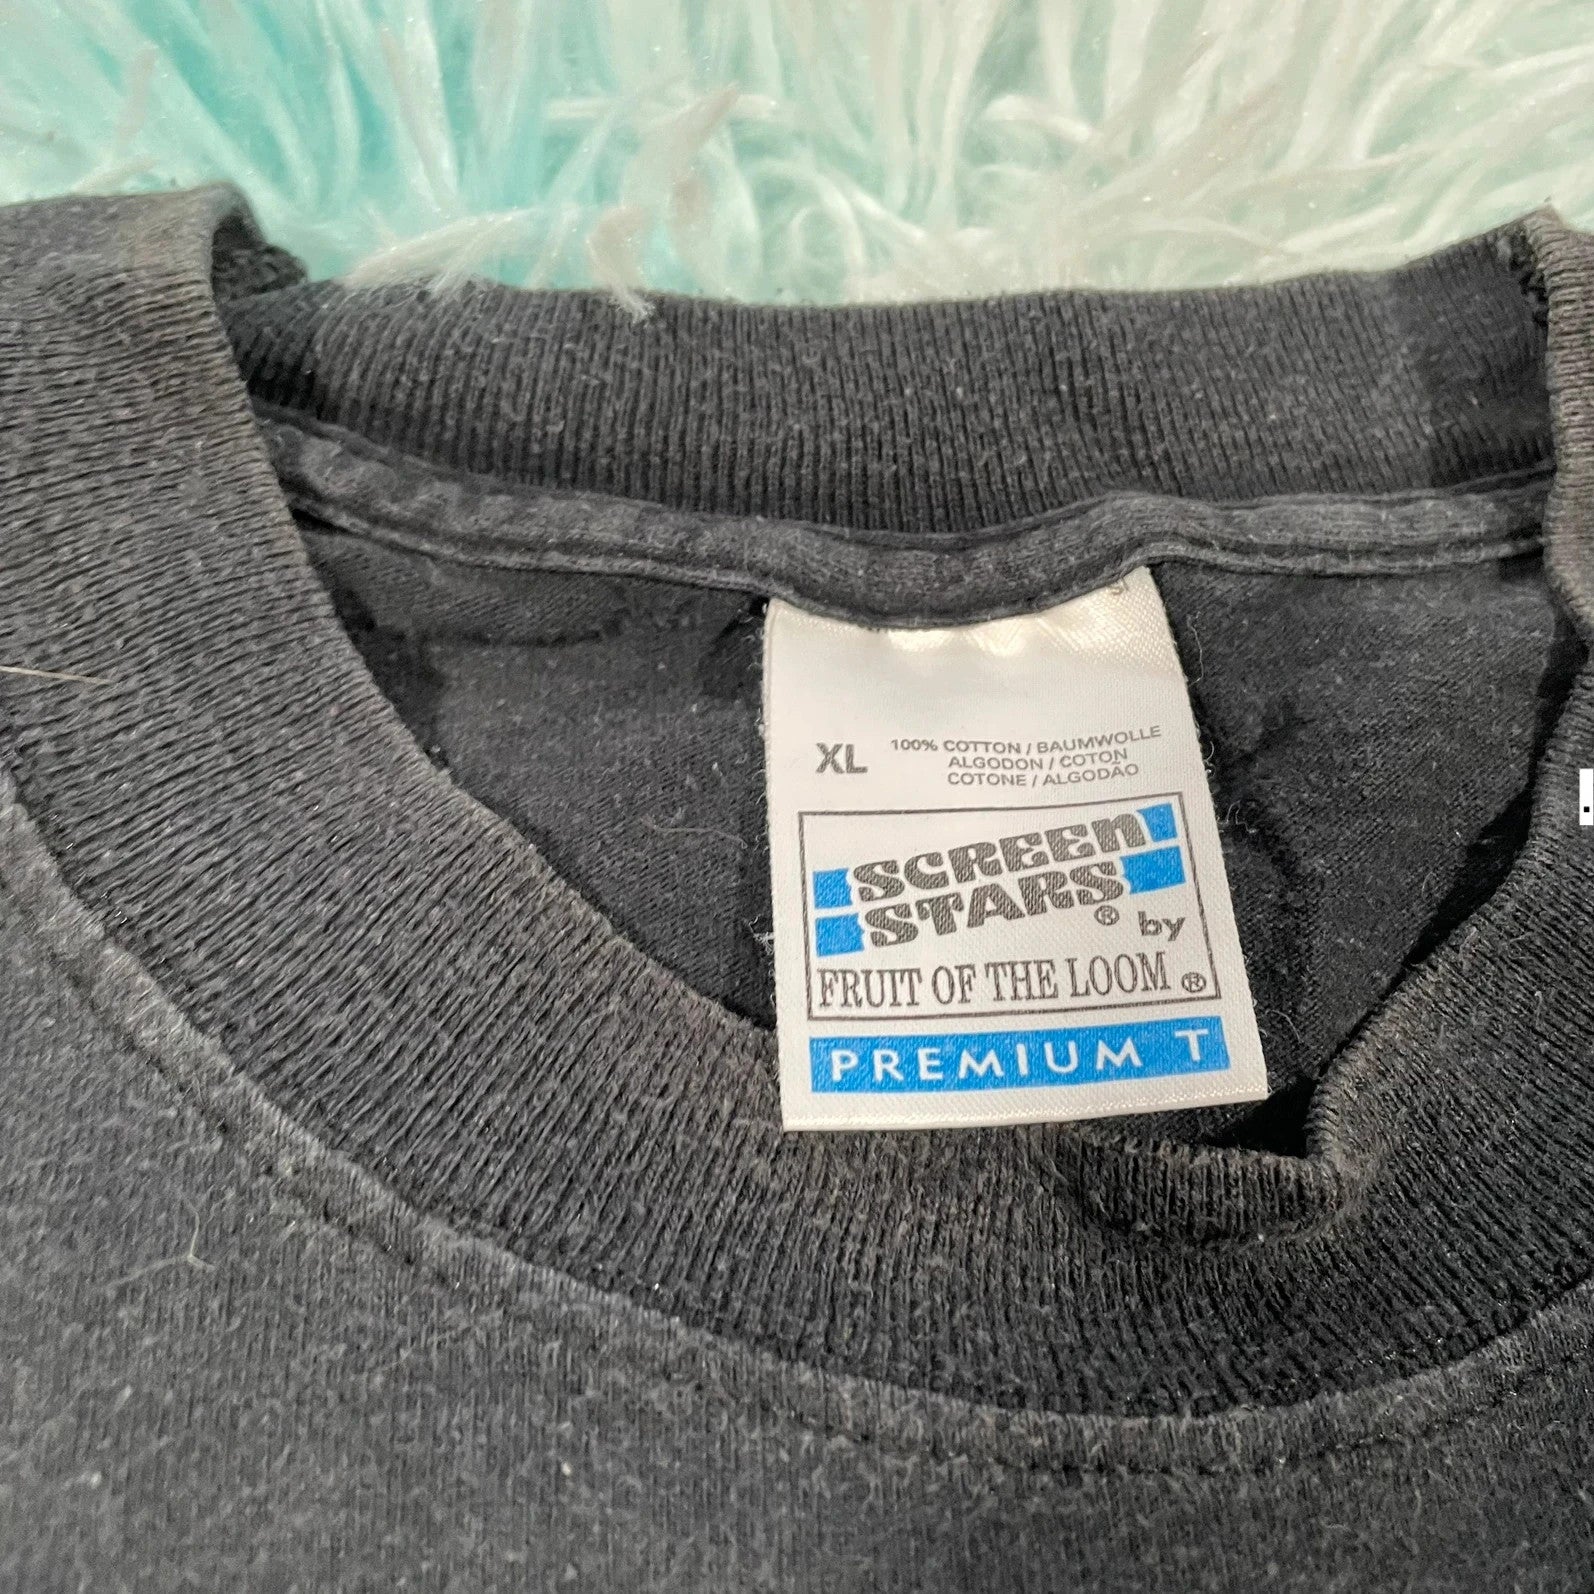 XL
100% COTTON / BAUMWOLLE
ALGODON / COTON
COTONE / ALGODÃO
SCREEN
STARS ® by
FRUIT OF THE LOOM ®
PREMIUM T